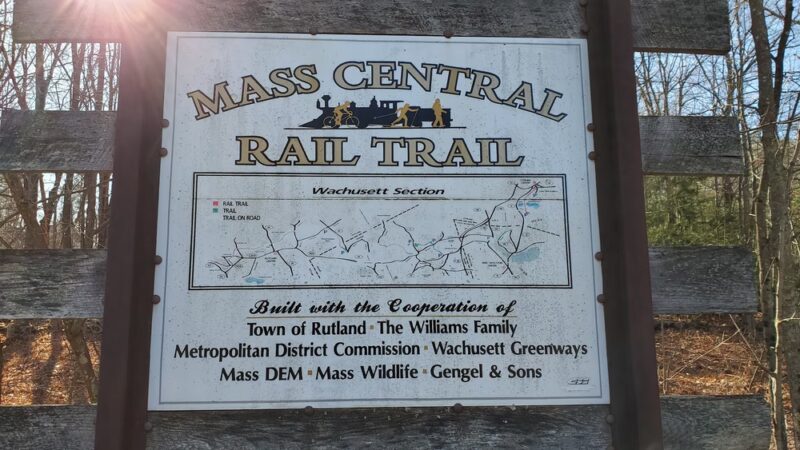 MASS CENTRAL
RAIL TRAIL
Wachusett Section
RAIL TRAIL
TRAIL
TRAIL ON ROAD
Built with the Cooperation of
Town of Rutland · The Williams Family
Metropolitan District Commission · Wachusett Greenways
Mass DEM · Mass Wildlife · Gengel & Sons